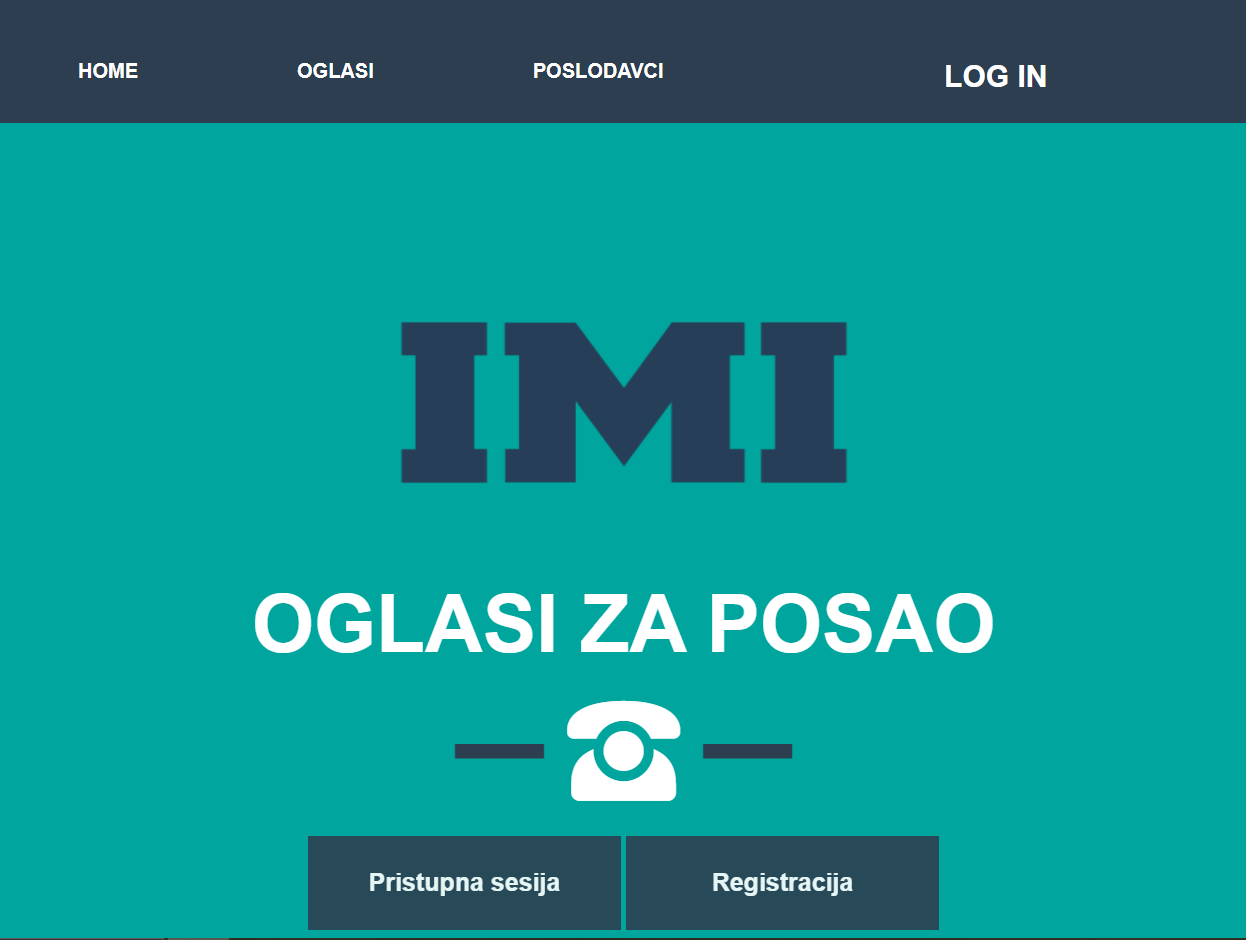 HOME OGLASI POSLODAVCI LOG IN
IMI
OGLASI ZA POSAO
Pristupna sesija Registracija